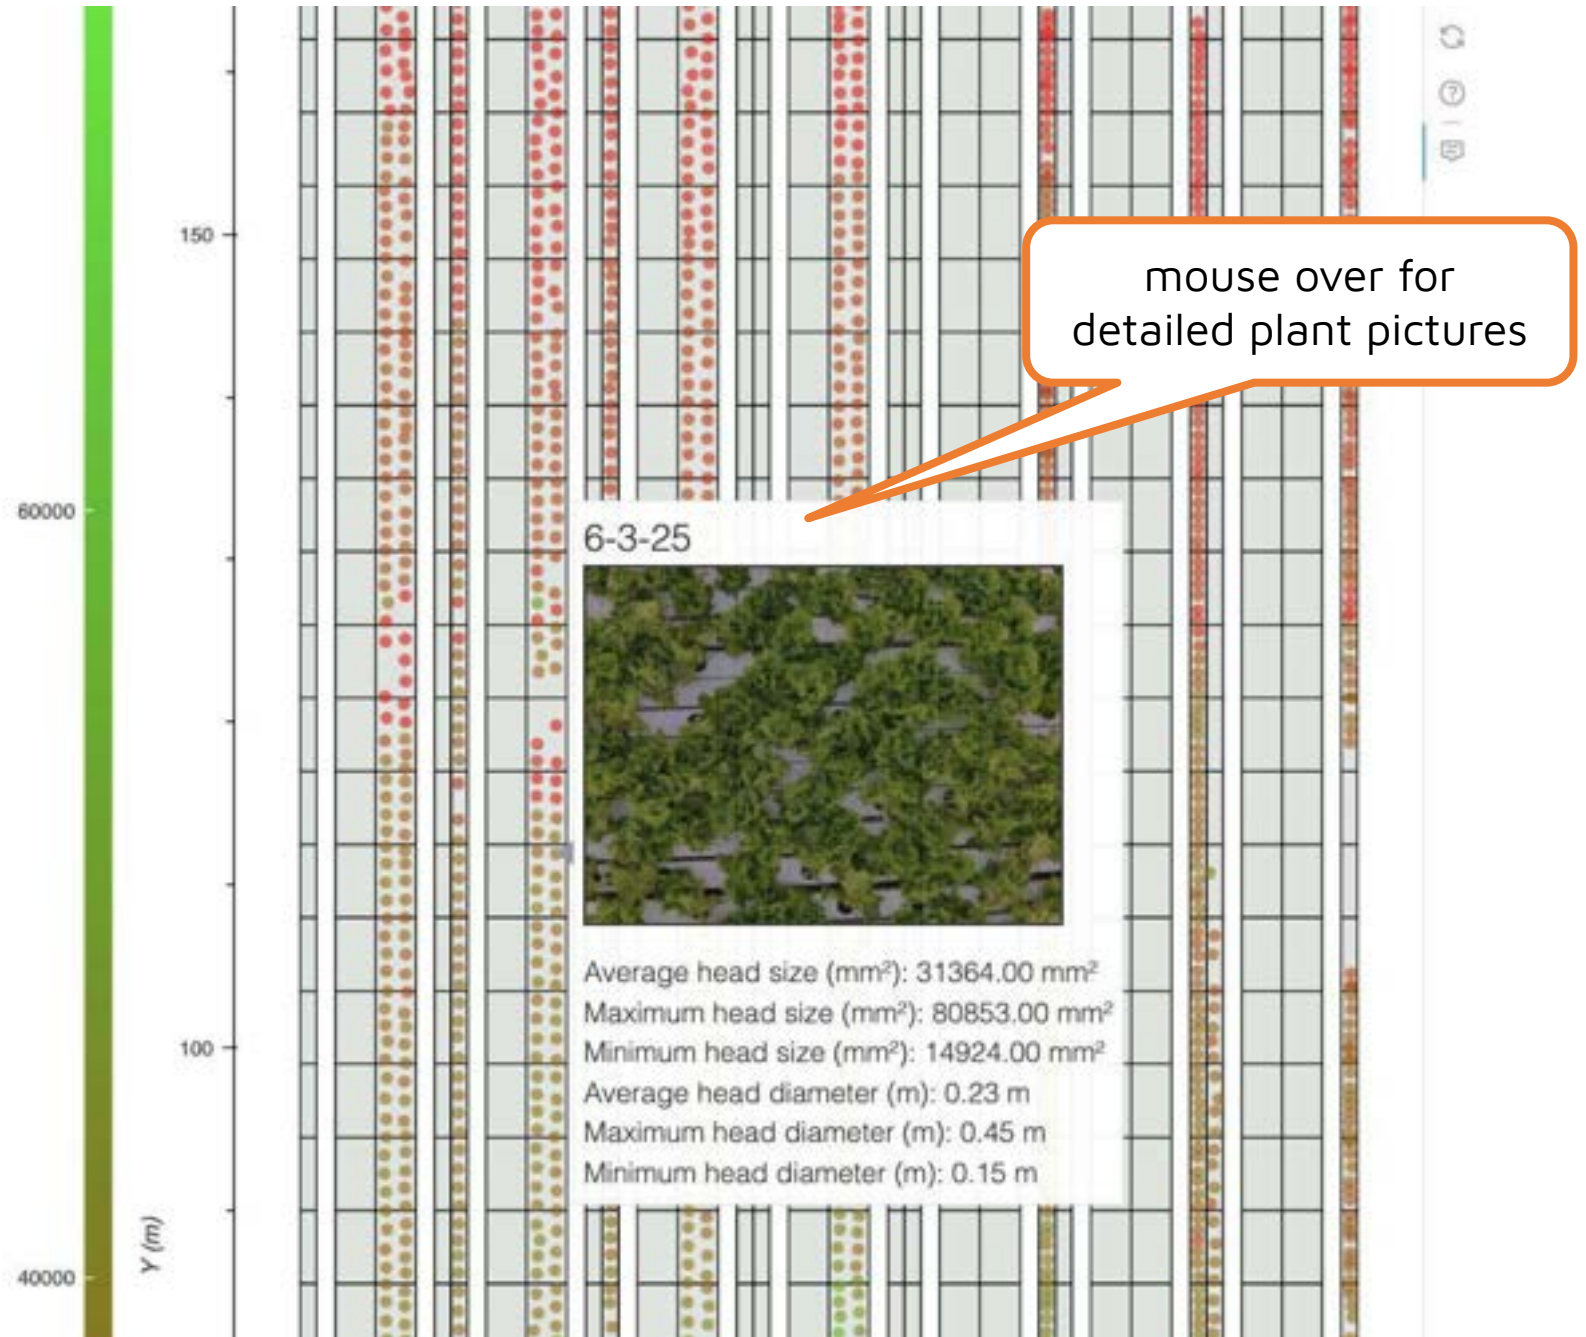 mouse over for
detailed plant pictures
150
60000
6-3-25
Average head size (mm²): 31364.00 mm²
Maximum head size (mm²): 80853.00 mm²
Minimum head size (mm²): 14924.00 mm²
100
Average head diameter (m): 0.23 m
Maximum head diameter (m): 0.45 m
Minimum head diameter (m): 0.15 m
Y (m)
40000